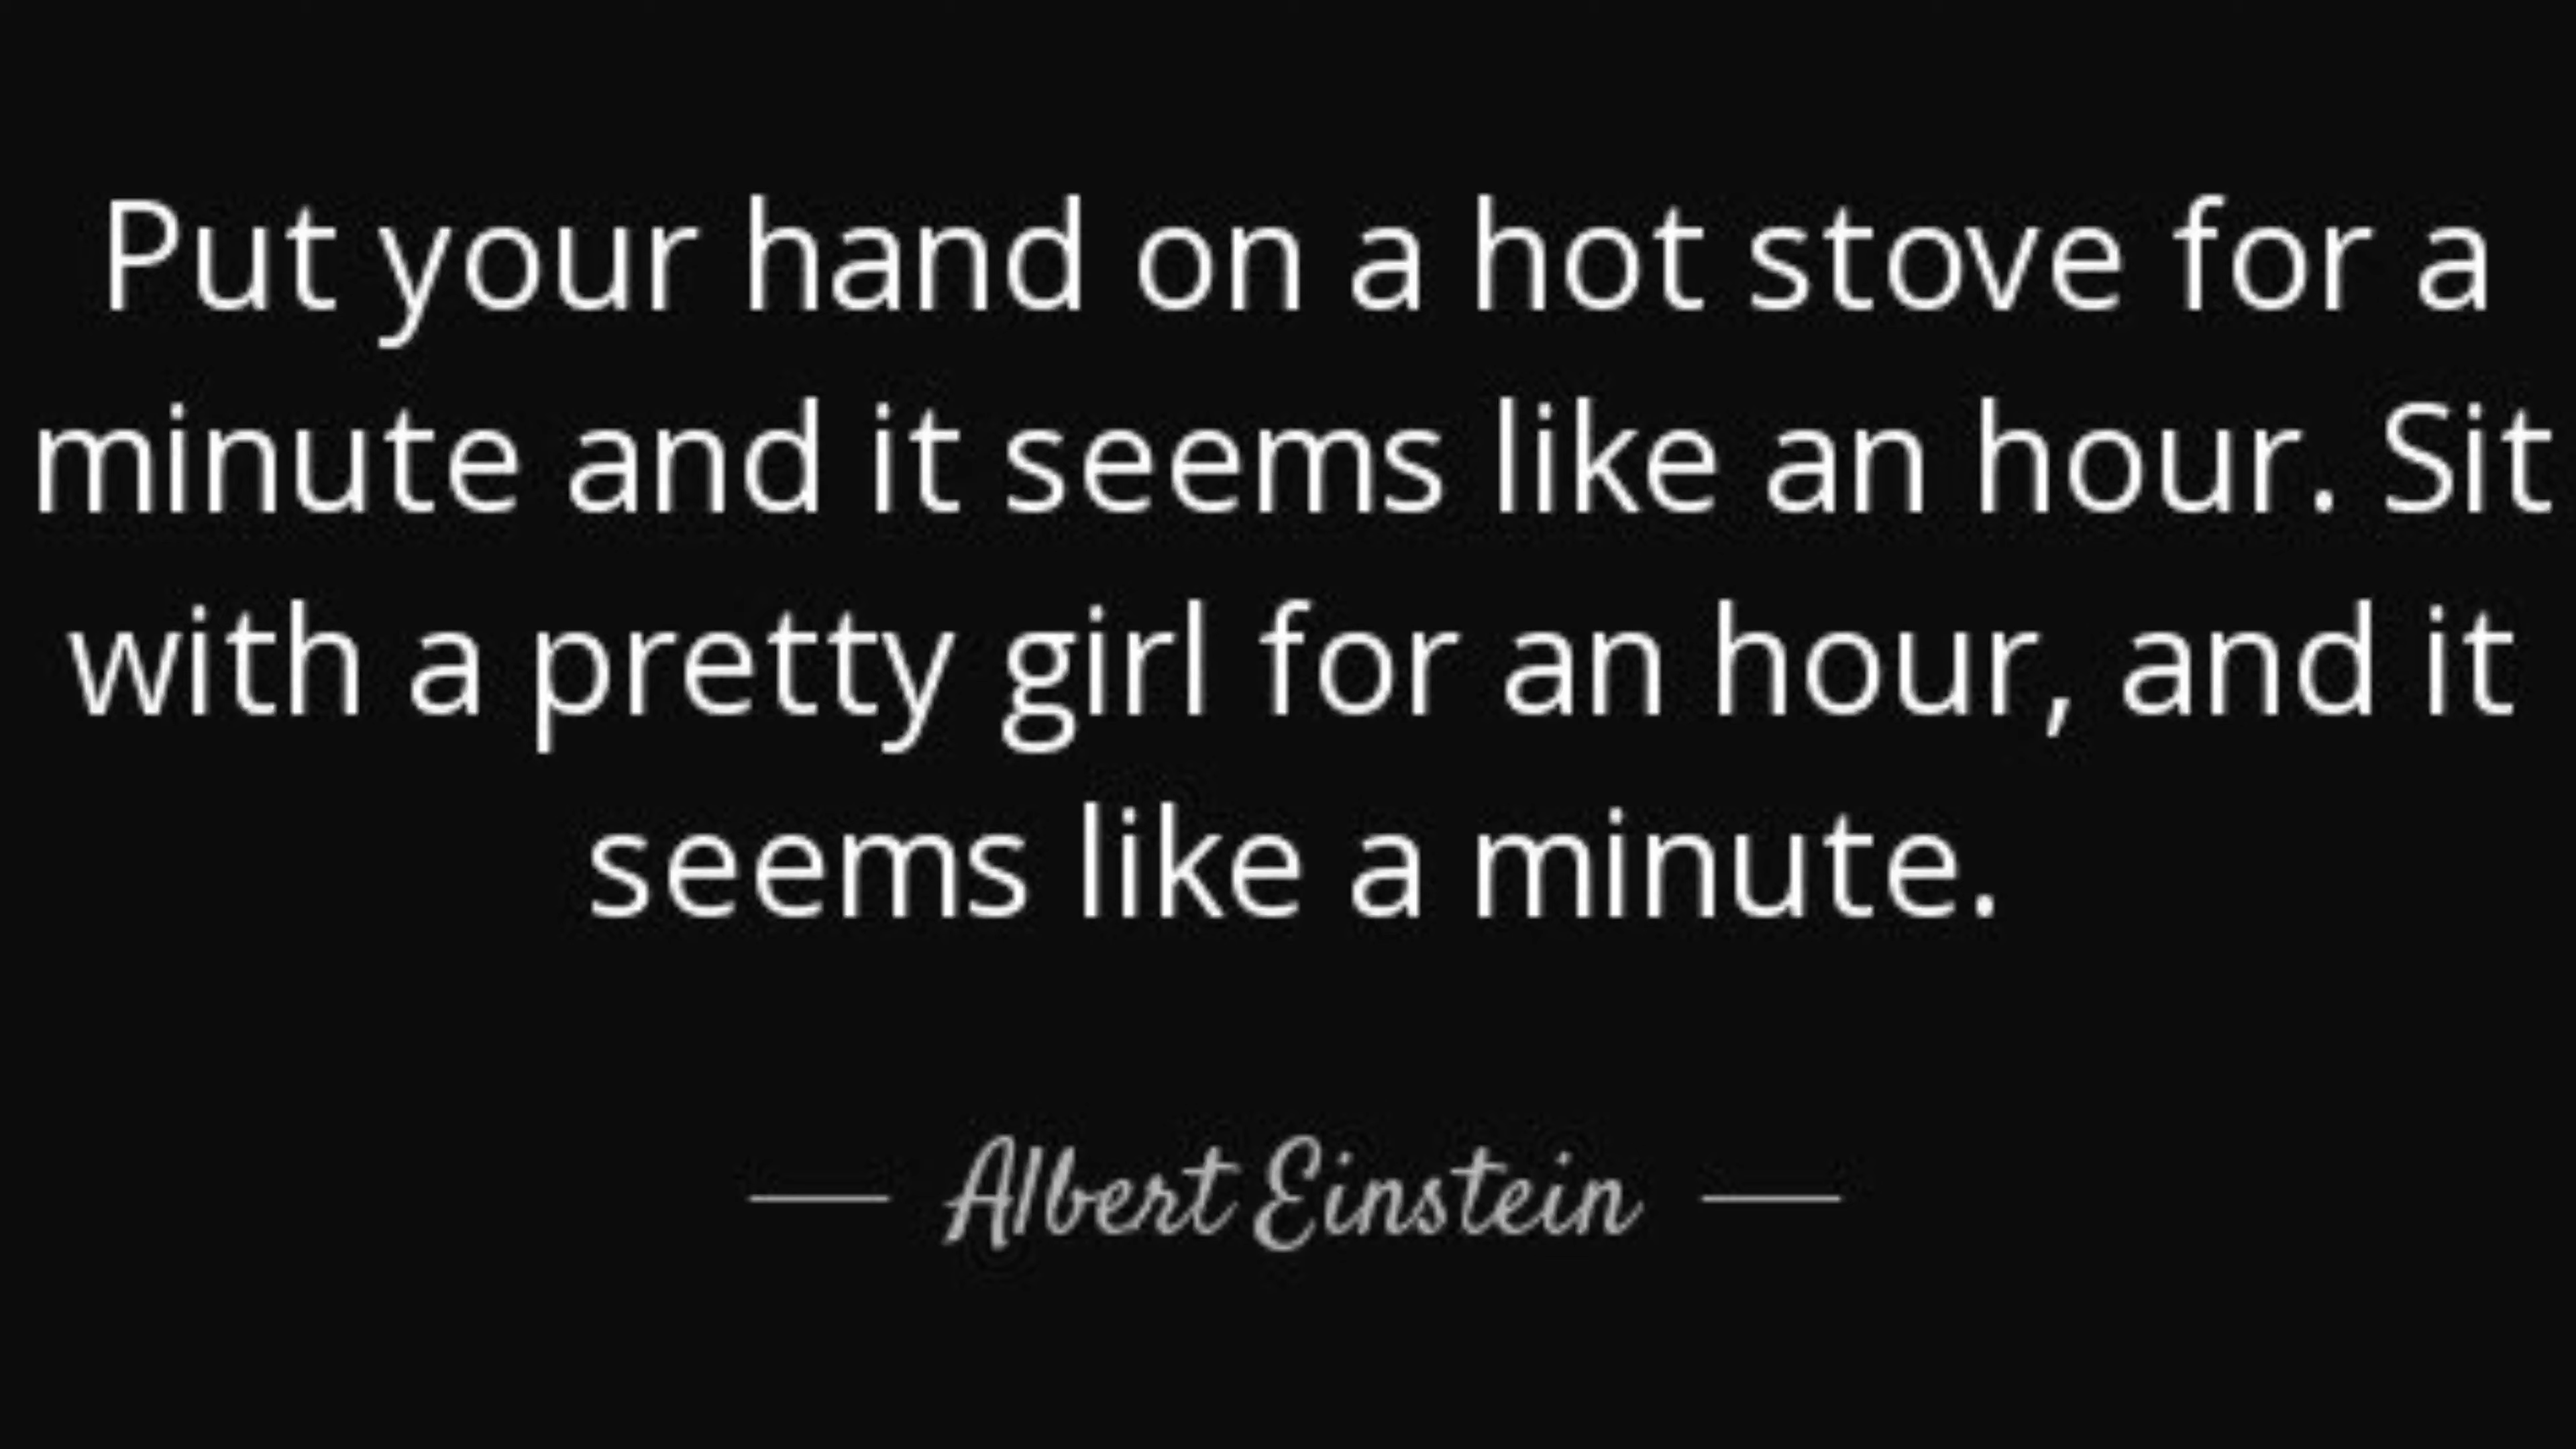 Put your hand on a hot stove for a
minute and it seems like an hour. Sit
with a pretty girl for an hour, and it
seems like a minute.
Albert Einstein